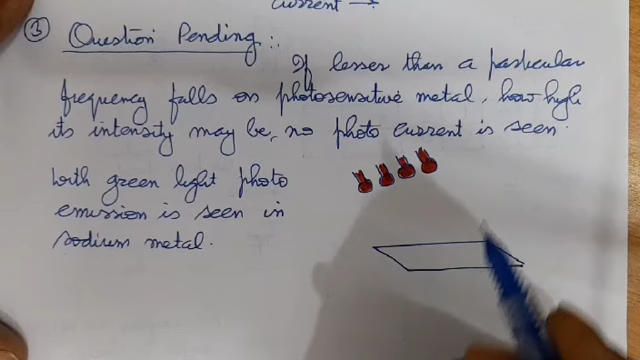 current →
③ Question Pending :-
If lesser than a particular
frequency falls on photosensitive metal, how high
its intensity may be, no photo current is seen.
With green light photo
emission is seen in
sodium metal.